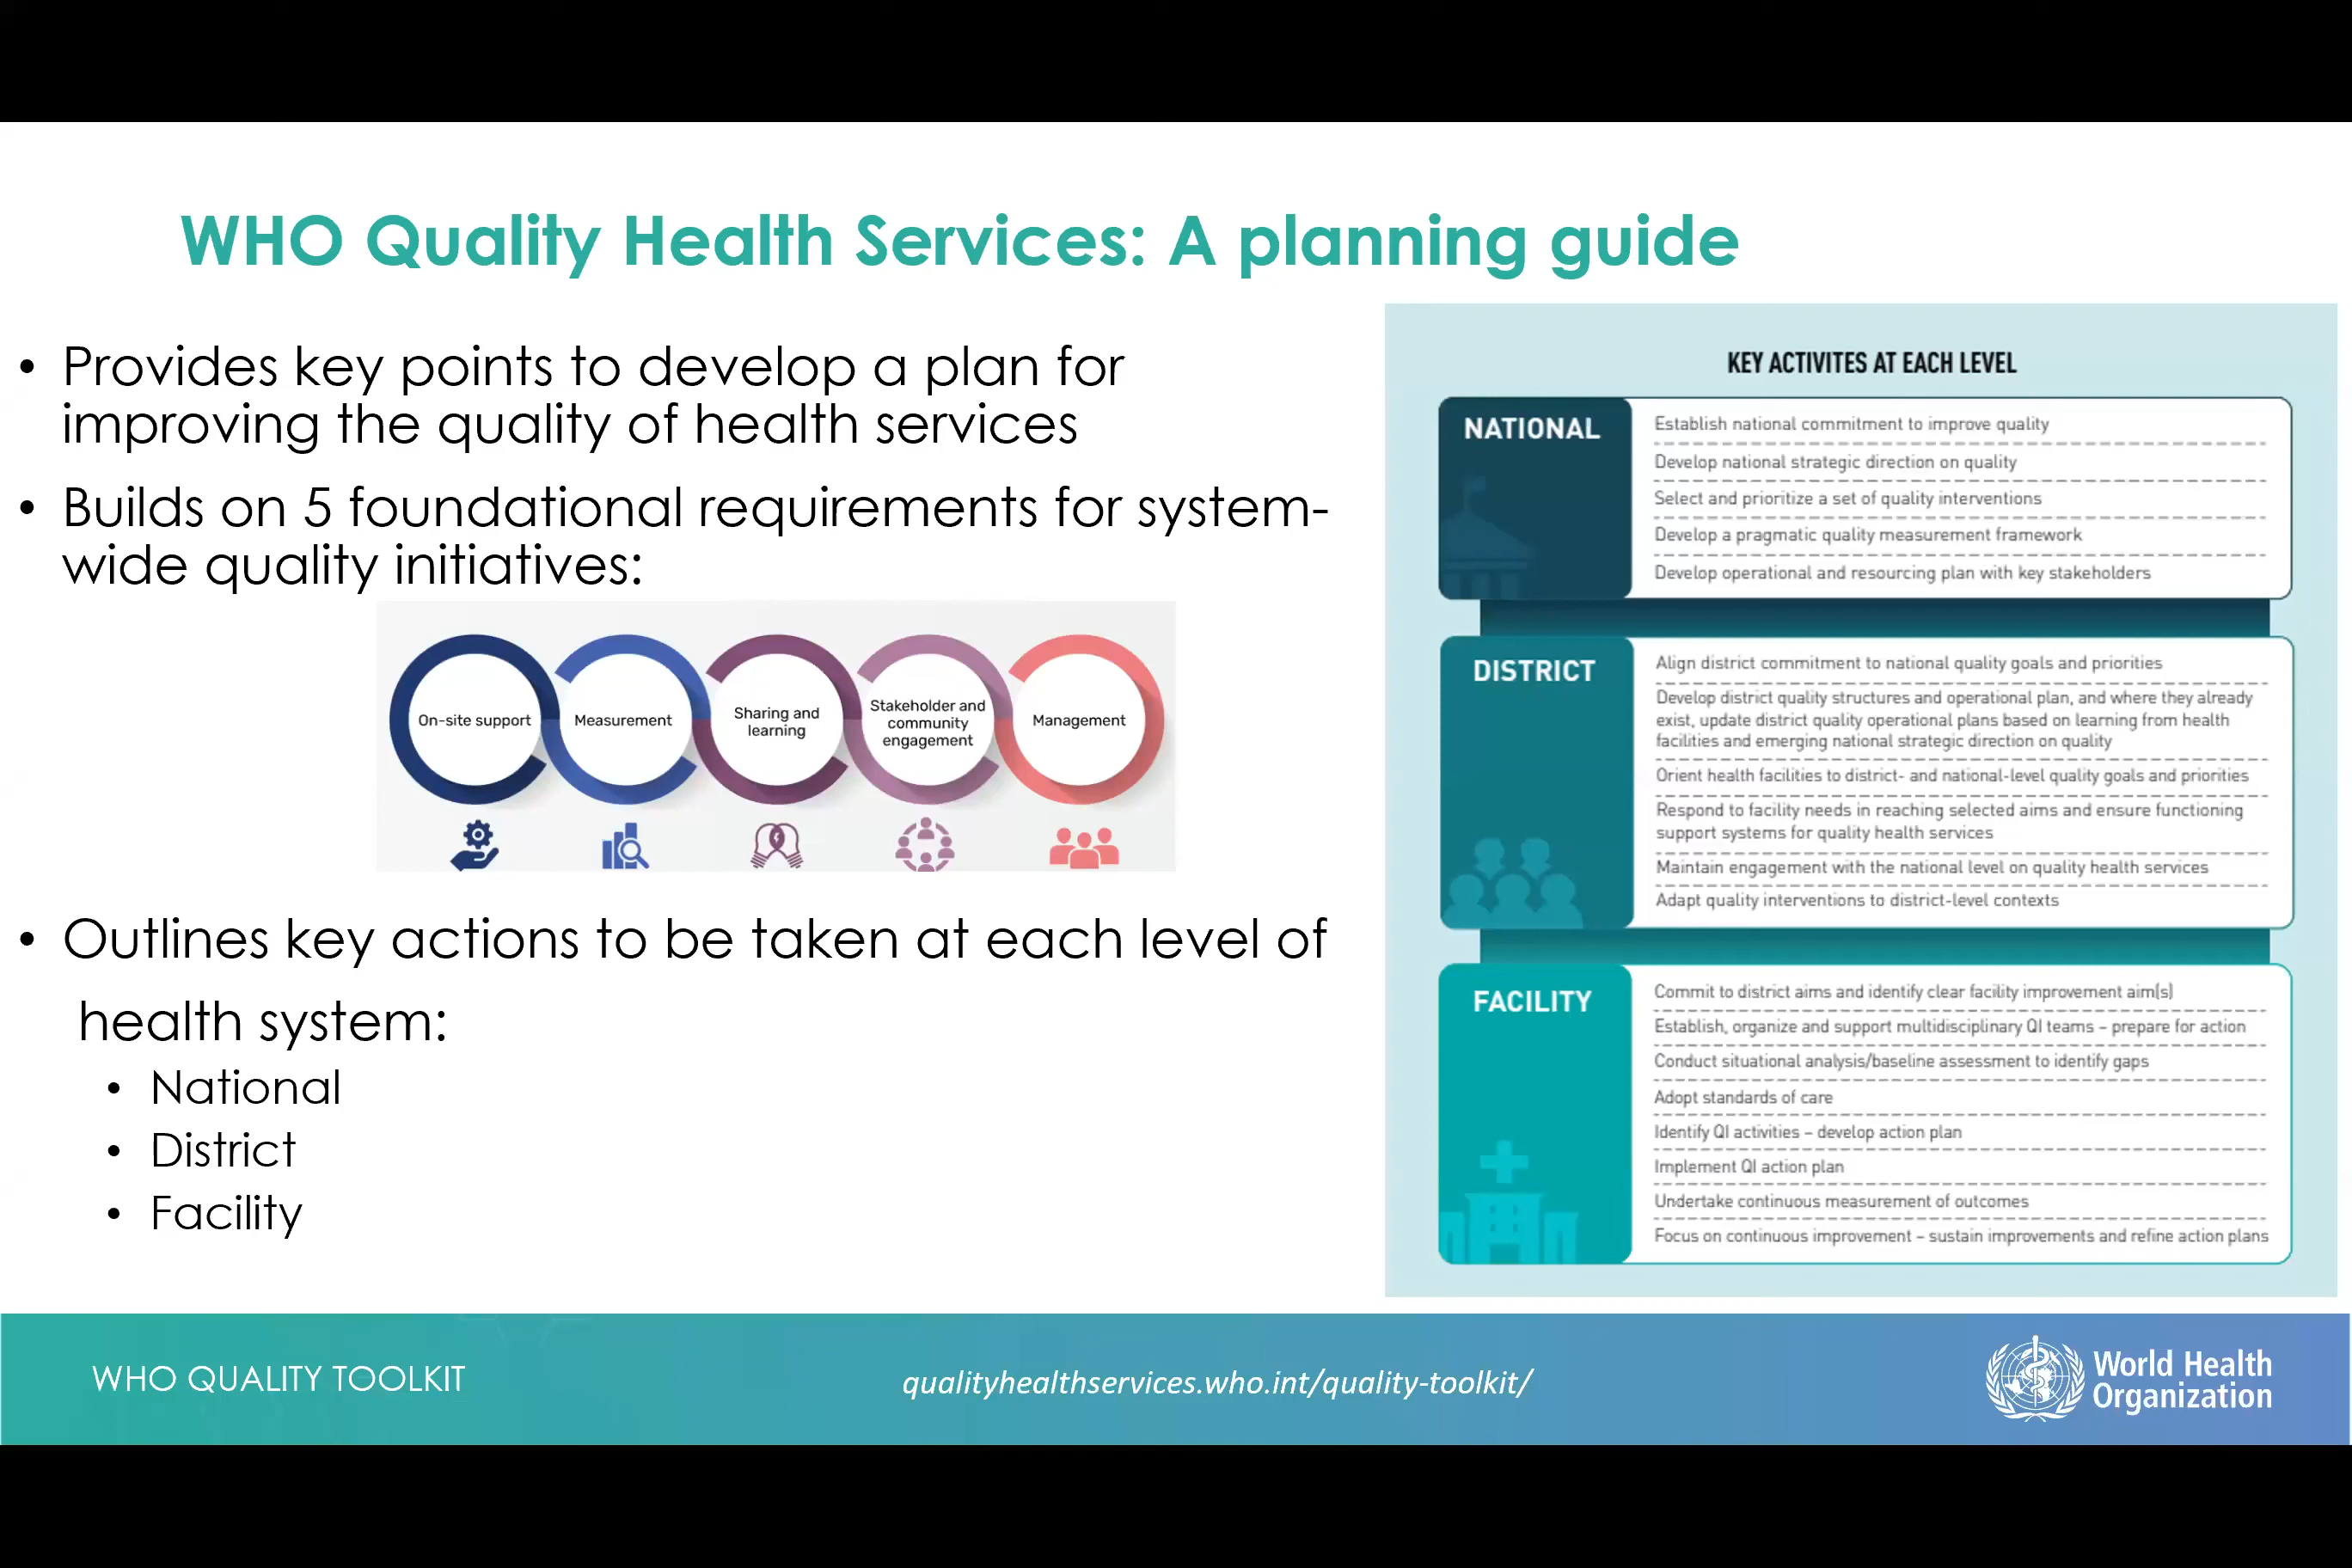 WHO Quality Health Services: A planning guide
• Provides key points to develop a plan for
improving the quality of health services
• Builds on 5 foundational requirements for system-
wide quality initiatives:
On-site support
Measurement
Sharing and
learning
Stakeholder and
community
engagement
Management
• Outlines key actions to be taken at each level of
health system:
• National
• District
• Facility
KEY ACTIVITES AT EACH LEVEL
NATIONAL
Establish national commitment to improve quality
Develop national strategic direction on quality
Select and prioritize a set of quality interventions
Develop a pragmatic quality measurement framework
Develop operational and resourcing plan with key stakeholders
DISTRICT
Align district commitment to national quality goals and priorities
Develop district quality structures and operational plan, and where they already
exist, update district quality operational plans based on learning from health
facilities and emerging national strategic direction on quality
Orient health facilities to district- and national-level quality goals and priorities
Respond to facility needs in reaching selected aims and ensure functioning
support systems for quality health services
Maintain engagement with the national level on quality health services
Adapt quality interventions to district-level contexts
FACILITY
Commit to district aims and identify clear facility improvement aim(s)
Establish, organize and support multidisciplinary QI teams – prepare for action
Conduct situational analysis/baseline assessment to identify gaps
Adopt standards of care
Identify QI activities – develop action plan
Implement QI action plan
Undertake continuous measurement of outcomes
Focus on continuous improvement – sustain improvements and refine action plans
WHO QUALITY TOOLKIT
qualityhealthservices.who.int/quality-toolkit/
World Health
Organization